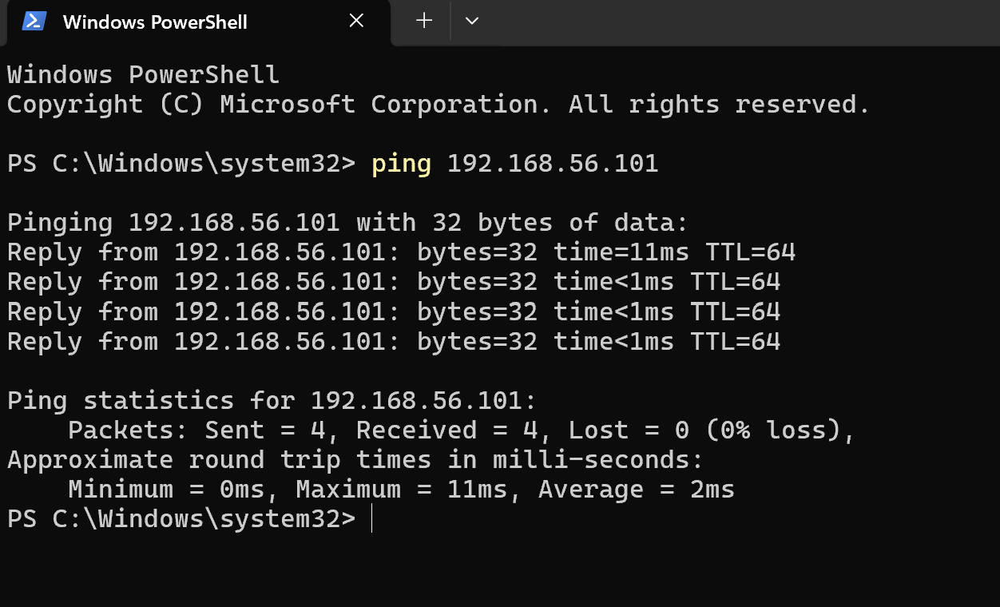 Windows PowerShell
Windows PowerShell
Copyright (C) Microsoft Corporation. All rights reserved.
PS C:\Windows\system32> ping 192.168.56.101
Pinging 192.168.56.101 with 32 bytes of data:
Reply from 192.168.56.101: bytes=32 time=11ms TTL=64
Reply from 192.168.56.101: bytes=32 time<1ms TTL=64
Reply from 192.168.56.101: bytes=32 time<1ms TTL=64
Reply from 192.168.56.101: bytes=32 time<1ms TTL=64
Ping statistics for 192.168.56.101:
    Packets: Sent = 4, Received = 4, Lost = 0 (0% loss),
Approximate round trip times in milli-seconds:
    Minimum = 0ms, Maximum = 11ms, Average = 2ms
PS C:\Windows\system32>